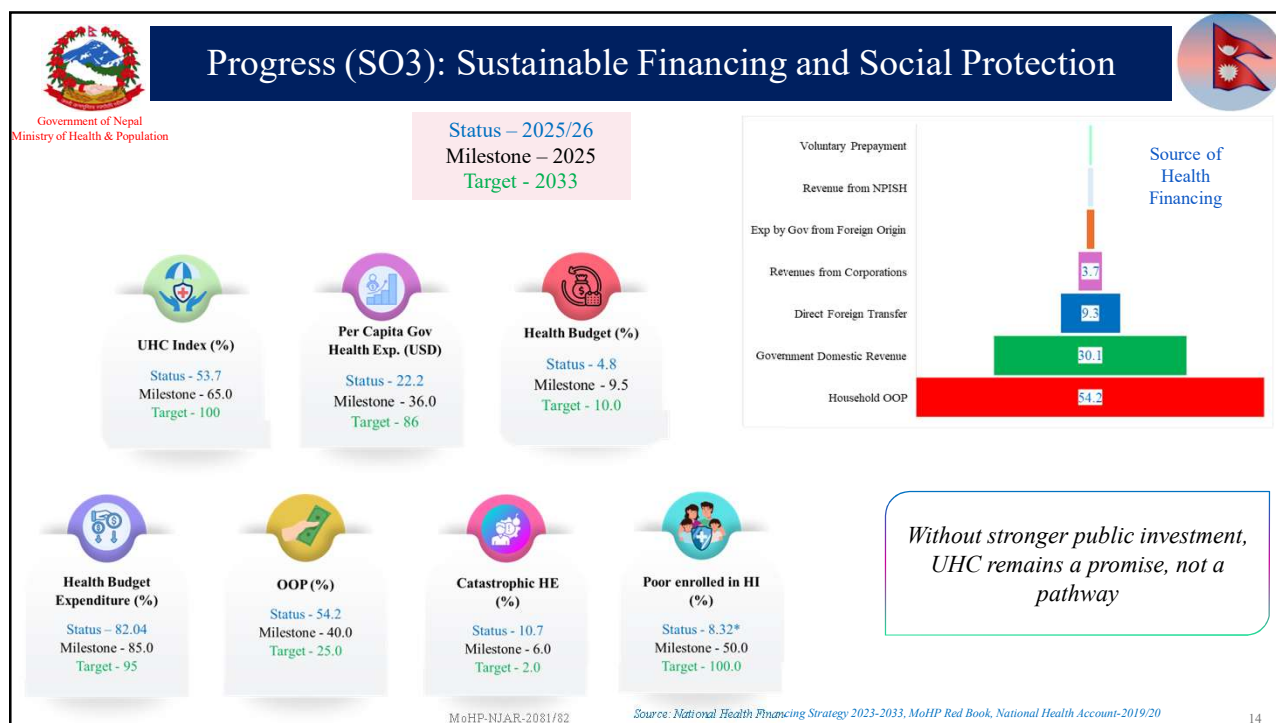 Progress (SO3): Sustainable Financing and Social Protection
Government of Nepal
Ministry of Health & Population
Status – 2025/26
Milestone – 2025
Target - 2033
UHC Index (%)
Status - 53.7
Milestone - 65.0
Target - 100
Per Capita Gov
Health Exp. (USD)
Status - 22.2
Milestone - 36.0
Target - 86
Health Budget (%)
Status - 4.8
Milestone - 9.5
Target - 10.0
Source of
Health
Financing
Voluntary Prepayment
Revenue from NPISH
Exp by Gov from Foreign Origin
Revenues from Corporations
3.7
Direct Foreign Transfer
9.3
Government Domestic Revenue
30.1
Household OOP
54.2
Health Budget
Expenditure (%)
Status – 82.04
Milestone - 85.0
Target - 95
OOP (%)
Status - 54.2
Milestone - 40.0
Target - 25.0
Catastrophic HE
(%)
Status - 10.7
Milestone - 6.0
Target - 2.0
Poor enrolled in HI
(%)
Status - 8.32*
Milestone - 50.0
Target - 100.0
Without stronger public investment,
UHC remains a promise, not a
pathway
MoHP-NJAR-2081/82
Source: National Health Financing Strategy 2023-2033, MoHP Red Book, National Health Account-2019/20
14